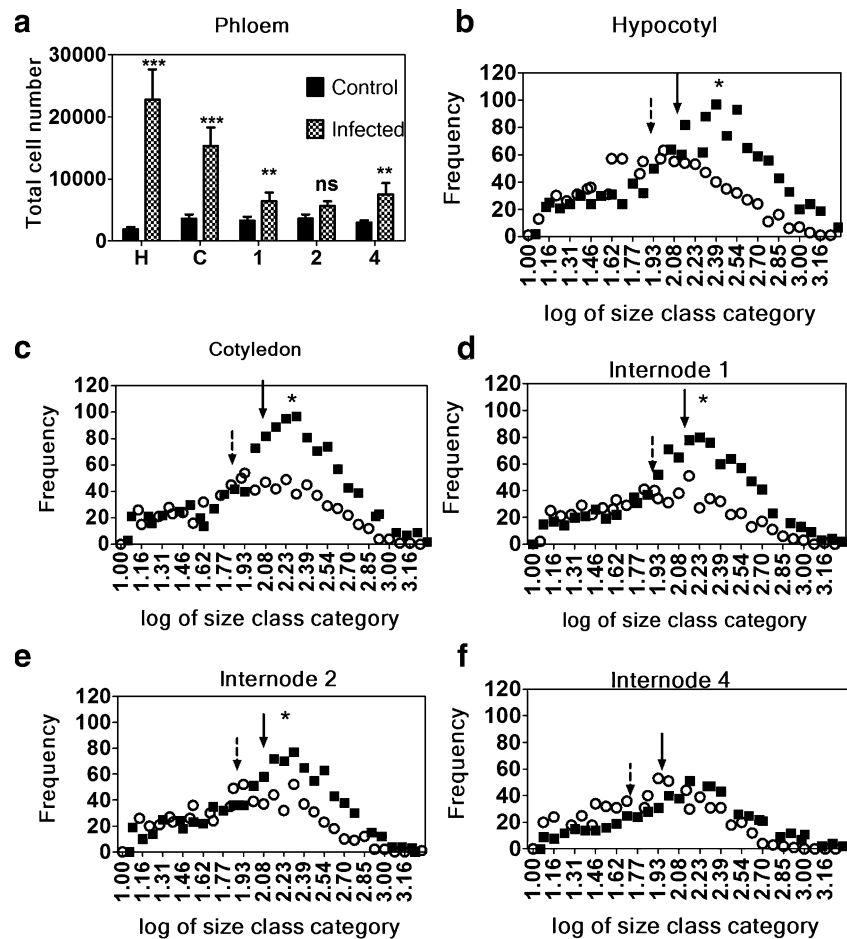 a
Phloem
Total cell number
30000
20000
10000
0
***
***
**
ns
**
Control
Infected
H C 1 2 4
b
Hypocotyl
Frequency
120
100
80
60
40
20
0
*
1.00 1.16 1.31 1.46 1.62 1.77 1.93 2.08 2.23 2.39 2.54 2.70 2.85 3.00 3.16
log of size class category
c
Cotyledon
Frequency
120
100
80
60
40
20
0
*
1.00 1.16 1.31 1.46 1.62 1.77 1.93 2.08 2.23 2.39 2.54 2.70 2.85 3.00 3.16
log of size class category
d
Internode 1
Frequency
120
100
80
60
40
20
0
*
1.00 1.16 1.31 1.46 1.62 1.77 1.93 2.08 2.23 2.39 2.54 2.70 2.85 3.00 3.16
log of size class category
e
Internode 2
Frequency
120
100
80
60
40
20
0
*
1.00 1.16 1.31 1.46 1.62 1.77 1.93 2.08 2.23 2.39 2.54 2.70 2.85 3.00 3.16
log of size class category
f
Internode 4
Frequency
120
100
80
60
40
20
0
1.00 1.16 1.31 1.46 1.62 1.77 1.93 2.08 2.23 2.39 2.54 2.70 2.85 3.00 3.16
log of size class category